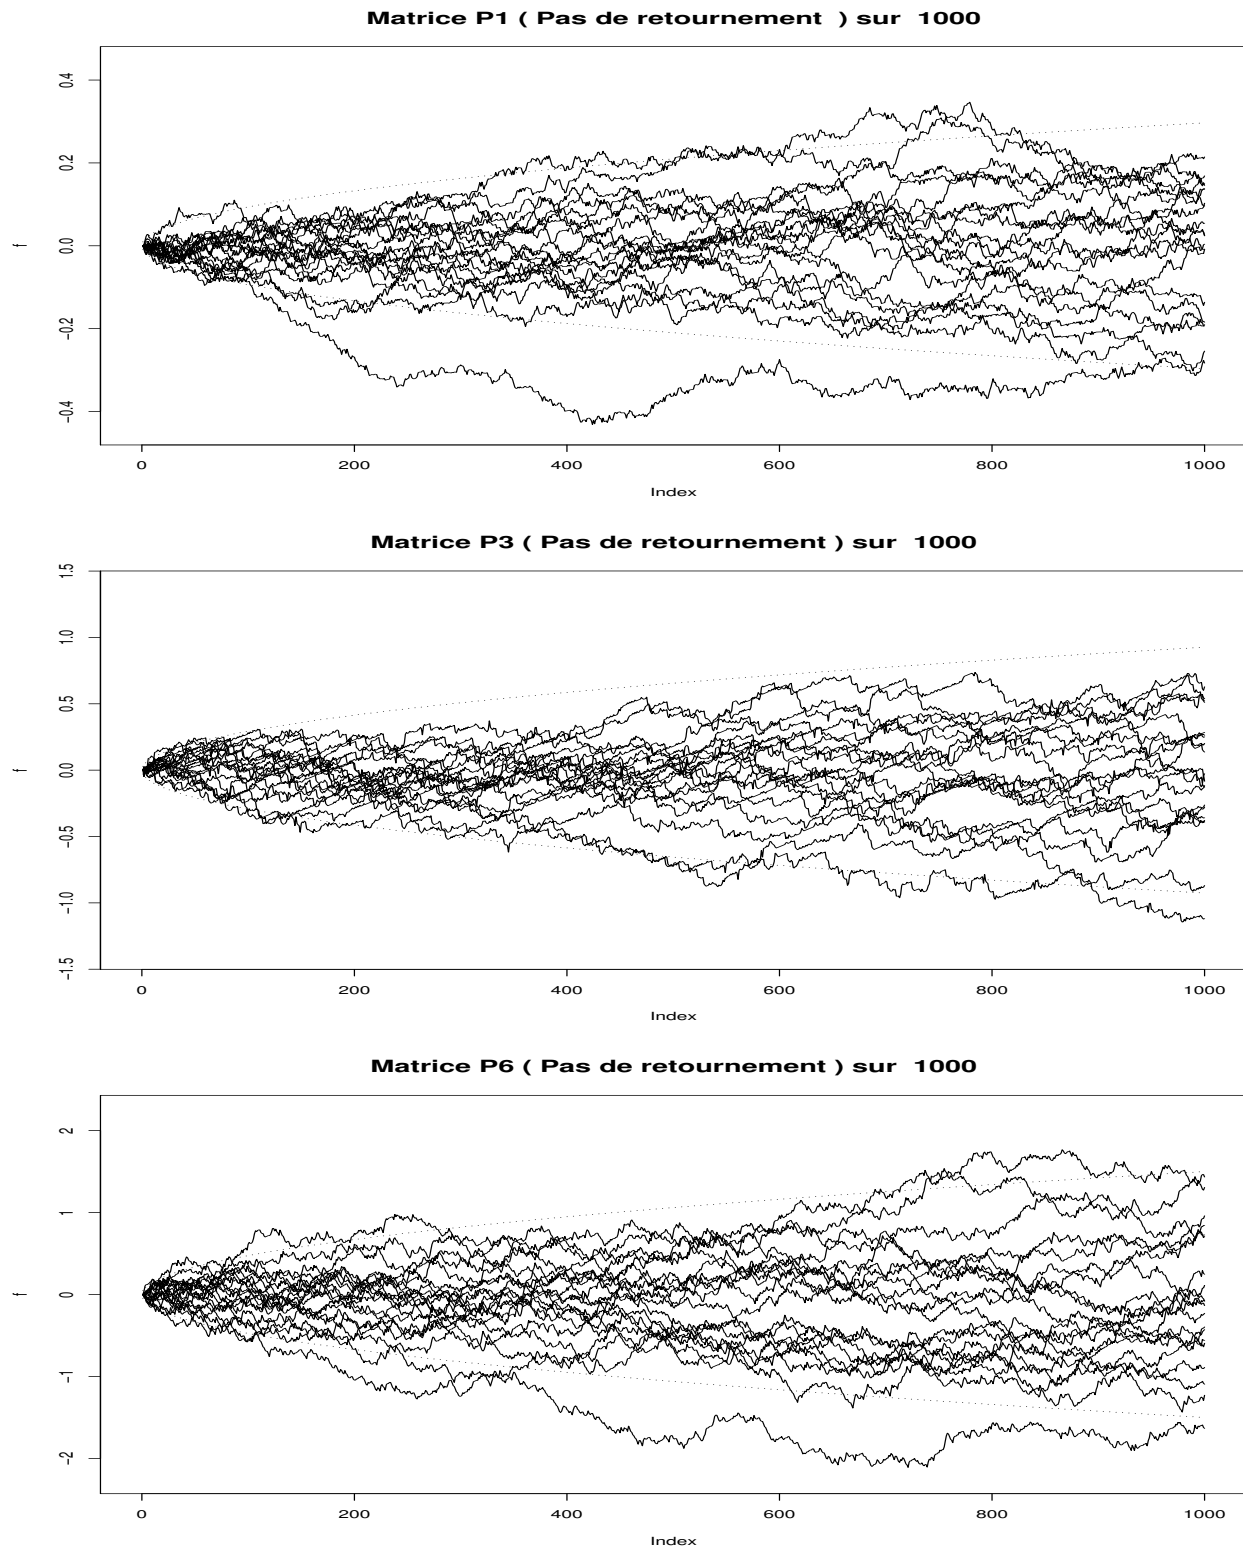 Matrice P1 ( Pas de retournement  ) sur  1000
0.4
0.2
0.0
−0.2
−0.4
f
0 200 400 600 800 1000
Index
Matrice P3 ( Pas de retournement ) sur  1000
1.5
1.0
0.5
0.0
−0.5
−1.0
−1.5
f
0 200 400 600 800 1000
Index
Matrice P6 ( Pas de retournement ) sur  1000
2
1
0
−1
−2
f
0 200 400 600 800 1000
Index